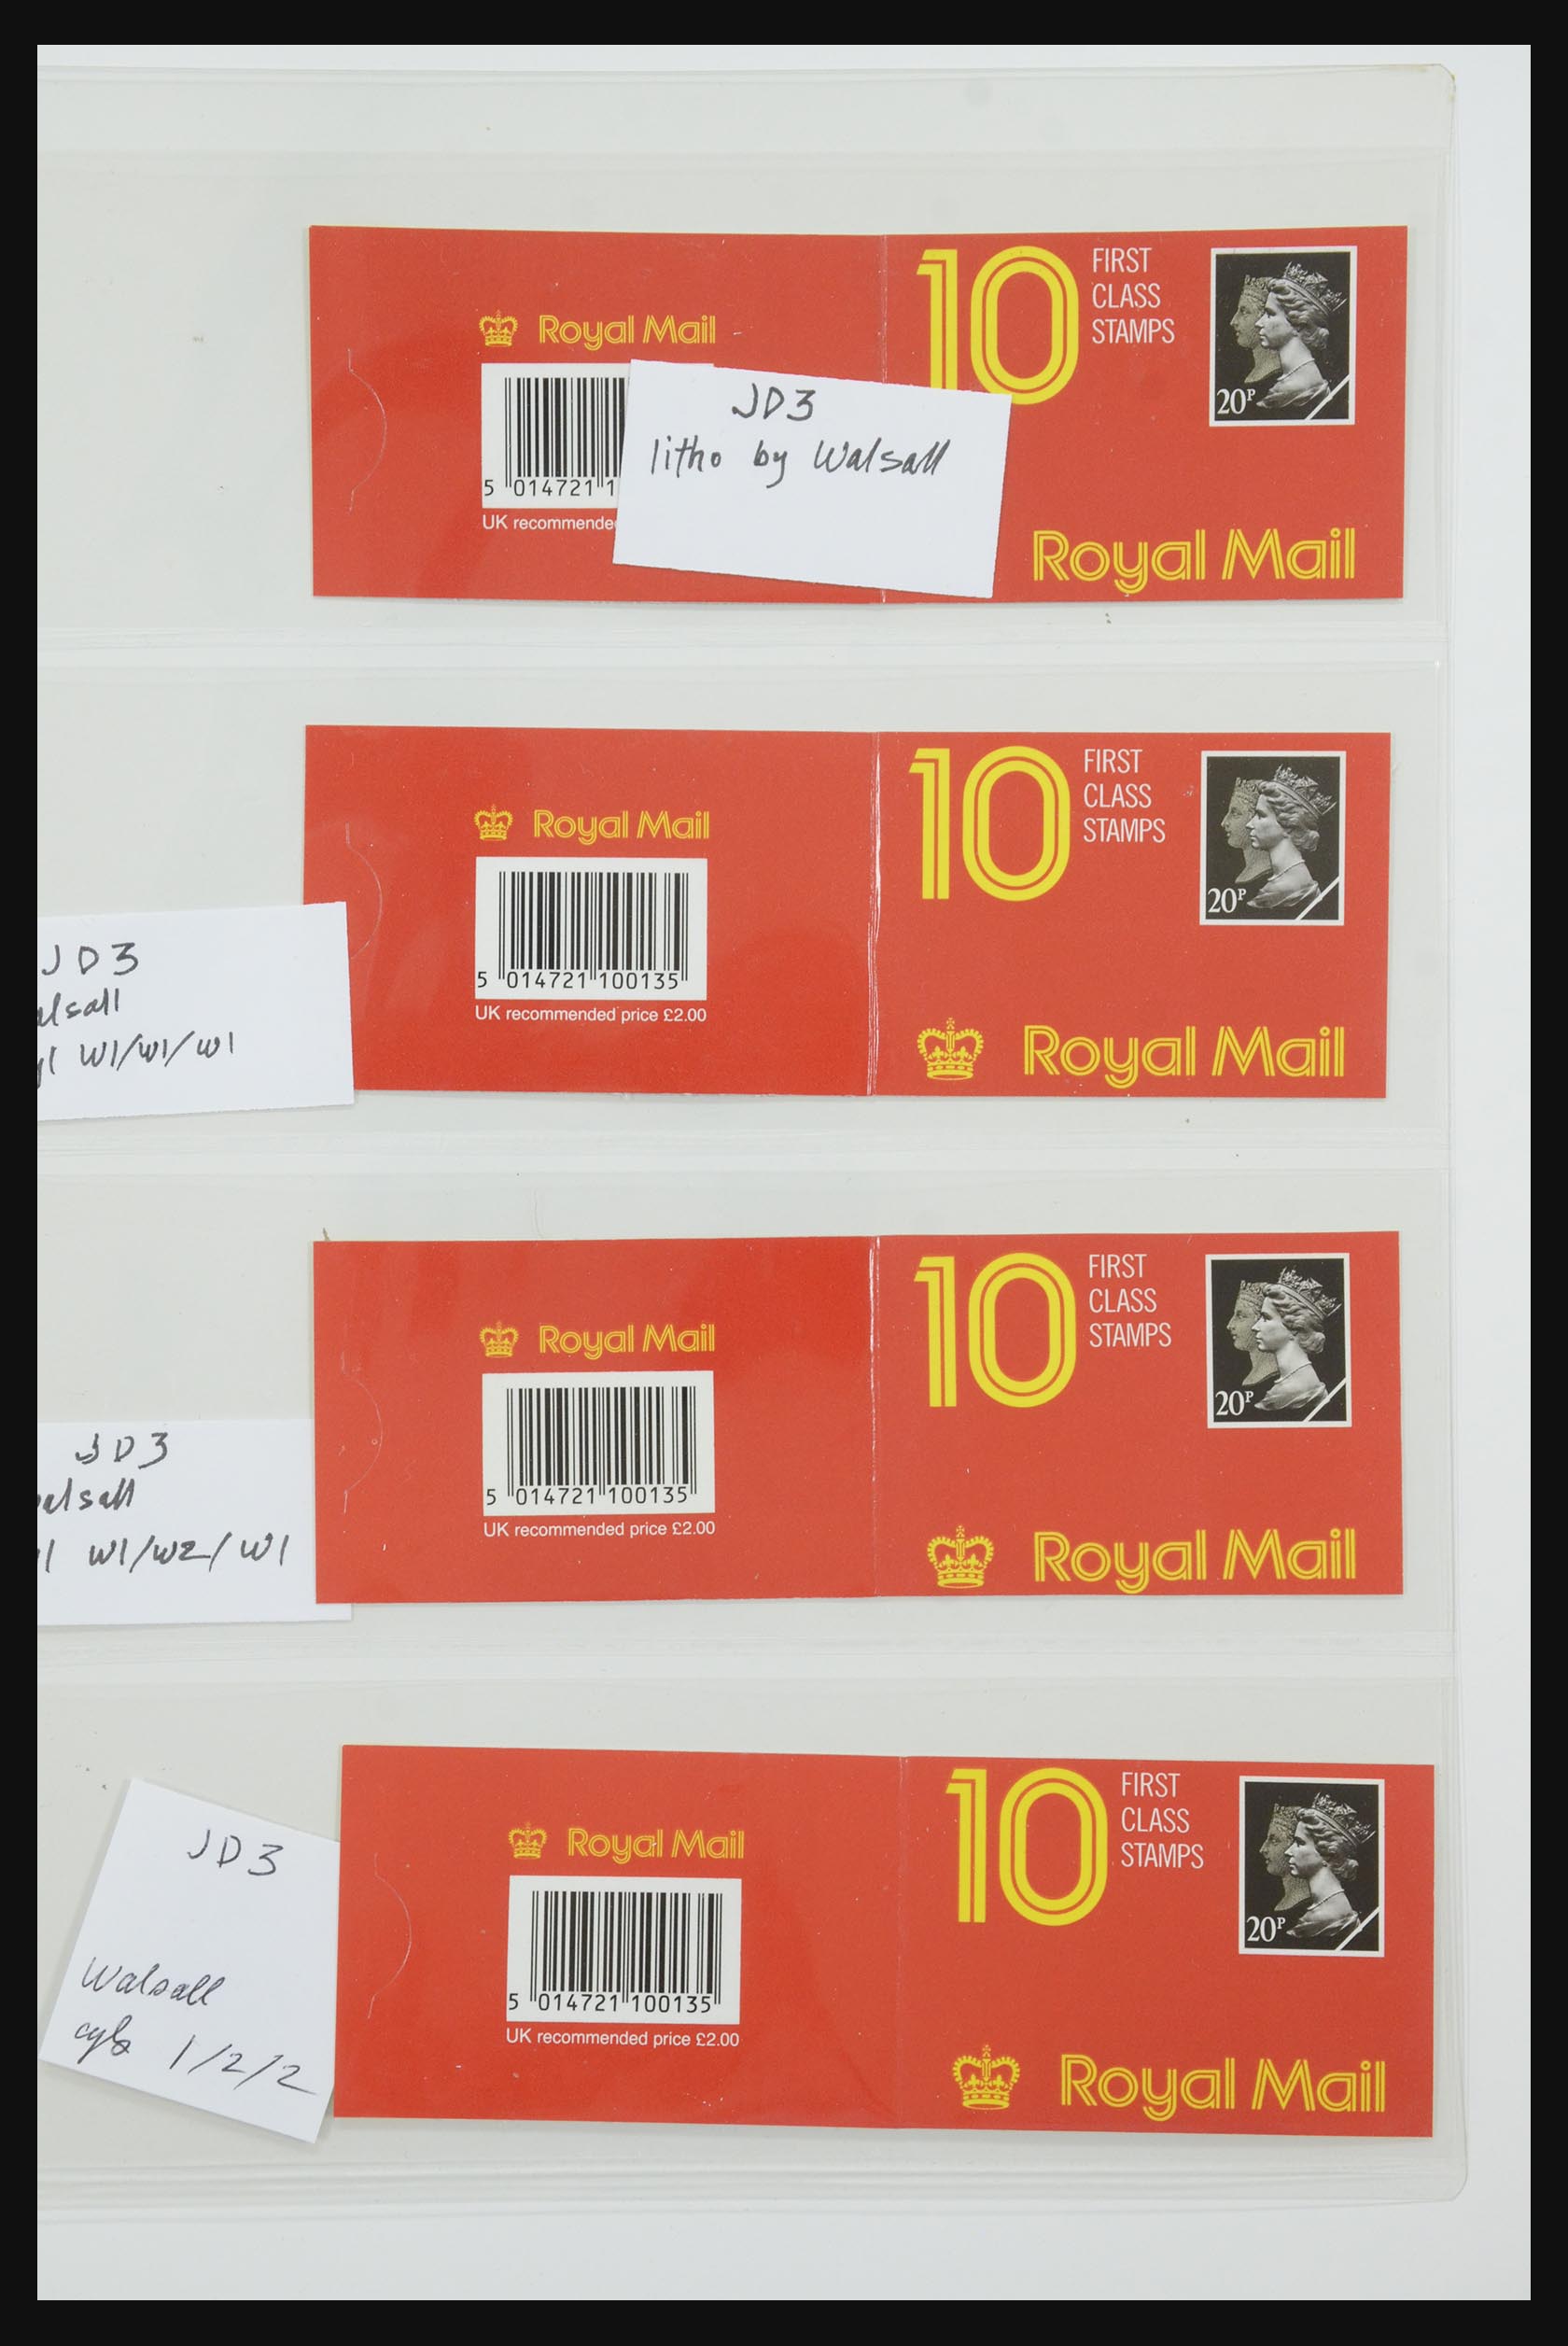 10 FIRST
CLASS
STAMPS
Royal Mail
JD3
litho by Walsall
20P
5 014721 1
UK
Royal Mail
10 FIRST
CLASS
STAMPS
Royal Mail
20P
JD3
5 014721 100135
W1/W1/W1
UK recommended price £2.00
Royal Mail
10 FIRST
CLASS
STAMPS
Royal Mail
20P
JD3
5 014721 100135
W1/W2/W1
UK recommended price £2.00
Royal Mail
10 FIRST
CLASS
STAMPS
Royal Mail
JD3
20P
Walsall
5 014721 100135
cyls 1/2/2
UK recommended price £2.00
Royal Mail